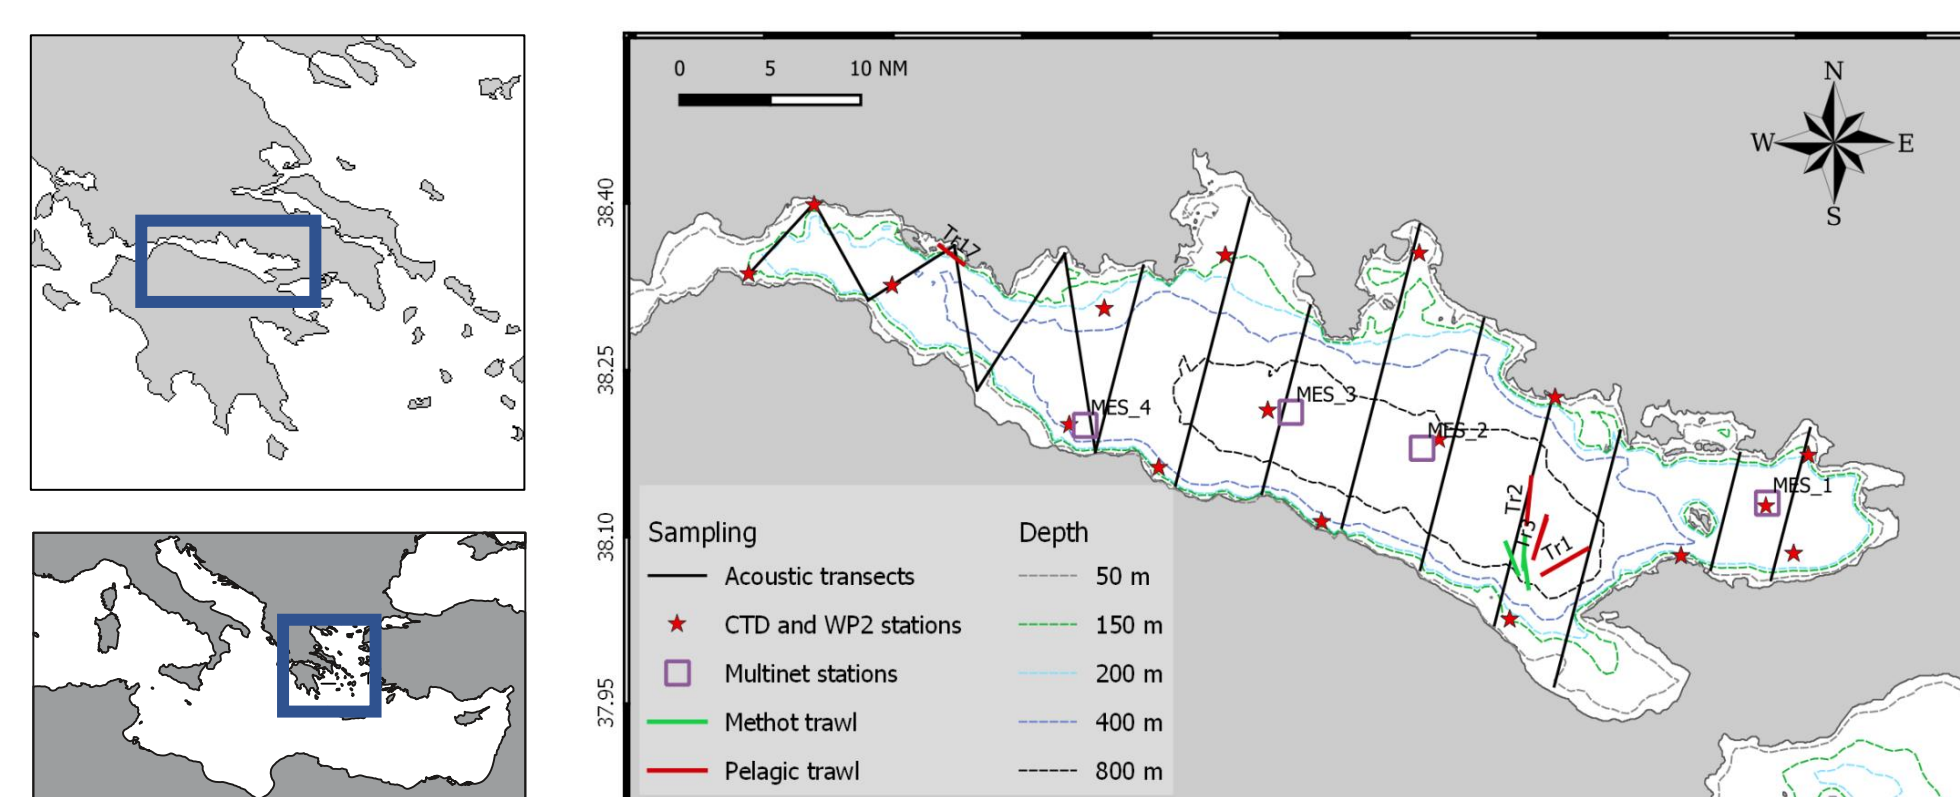 0 5 10 NM
N
W E
S
38.40
38.25
38.10
37.95
Tr17
MES_4
MES_3
MES_2
MES_1
Tr2
Tr3
Tr1
Sampling Depth
Acoustic transects 50 m
CTD and WP2 stations 150 m
Multinet stations 200 m
Methot trawl 400 m
Pelagic trawl 800 m